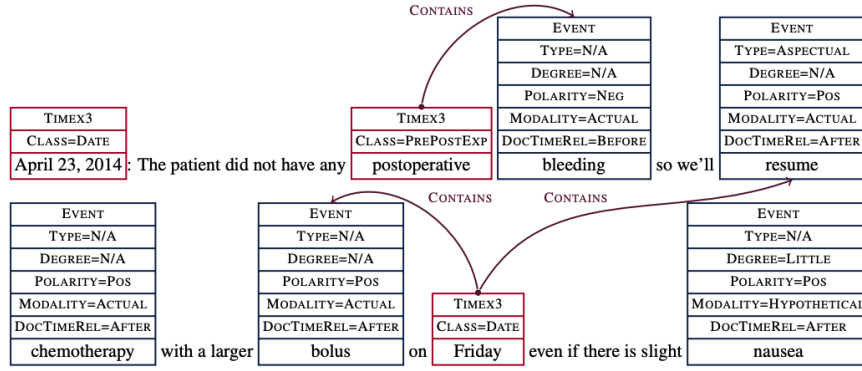 CONTAINS
EVENT EVENT
TYPE=N/A TYPE=ASPECTUAL
DEGREE=N/A DEGREE=N/A
TIMEX3 POLARITY=NEG TIMEX3 POLARITY=POS
CLASS=DATE CLASS=PREPOSTEXP MODALITY=ACTUAL MODALITY=ACTUAL
DOCTIMEREL=BEFORE DOCTIMEREL=AFTER
April 23, 2014 : The patient did not have any postoperative bleeding so we'll resume
CONTAINS CONTAINS
EVENT EVENT EVENT
TYPE=N/A TYPE=N/A TYPE=N/A
DEGREE=N/A DEGREE=N/A DEGREE=LITTLE
POLARITY=POS POLARITY=POS POLARITY=POS
MODALITY=ACTUAL MODALITY=ACTUAL TIMEX3 MODALITY=HYPOTHETICAL
DOCTIMEREL=AFTER DOCTIMEREL=AFTER CLASS=DATE DOCTIMEREL=AFTER
chemotherapy with a larger bolus on Friday even if there is slight nausea